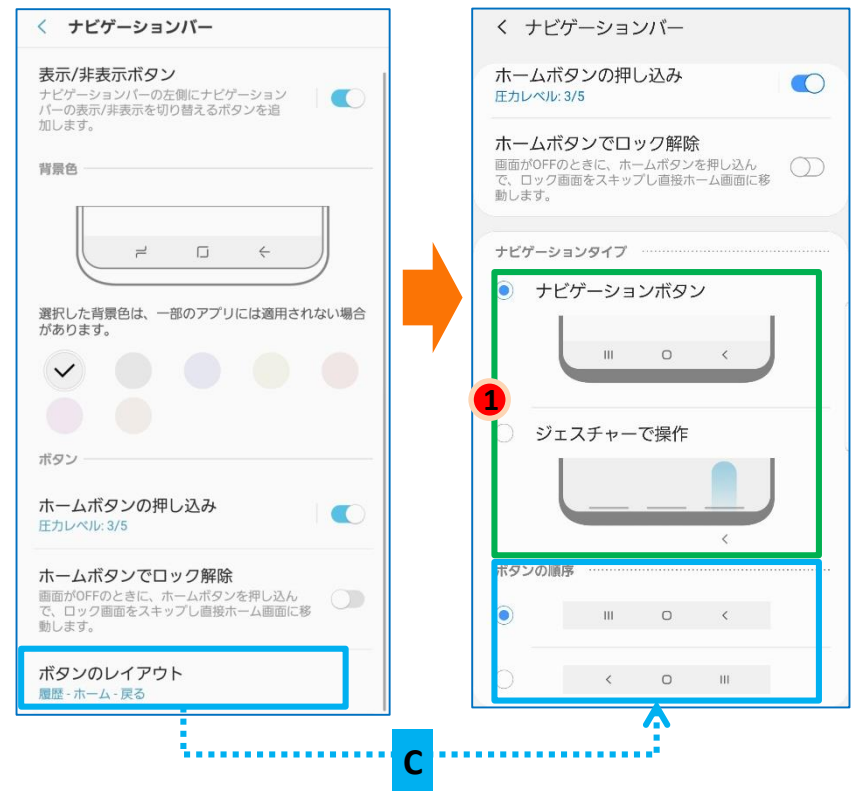 ナビゲーションバー
表示/非表示ボタン
ナビゲーションバーの左側にナビゲーション
バーの表示/非表示を切り替えるボタンを追
加します。
背景色
選択した背景色は、一部のアプリには適用されない場合
があります。
ボタン
ホームボタンの押し込み
圧力レベル: 3/5
ホームボタンでロック解除
画面がOFFのときに、ホームボタンを押し込ん
で、ロック画面をスキップし直接ホーム画面に移
動します。
ボタンのレイアウト
履歴 - ホーム - 戻る
ナビゲーションバー
ホームボタンの押し込み
圧力レベル: 3/5
ホームボタンでロック解除
画面がOFFのときに、ホームボタンを押し込ん
で、ロック画面をスキップし直接ホーム画面に移
動します。
ナビゲーションタイプ
ナビゲーションボタン
1
ジェスチャーで操作
ボタンの順序
C